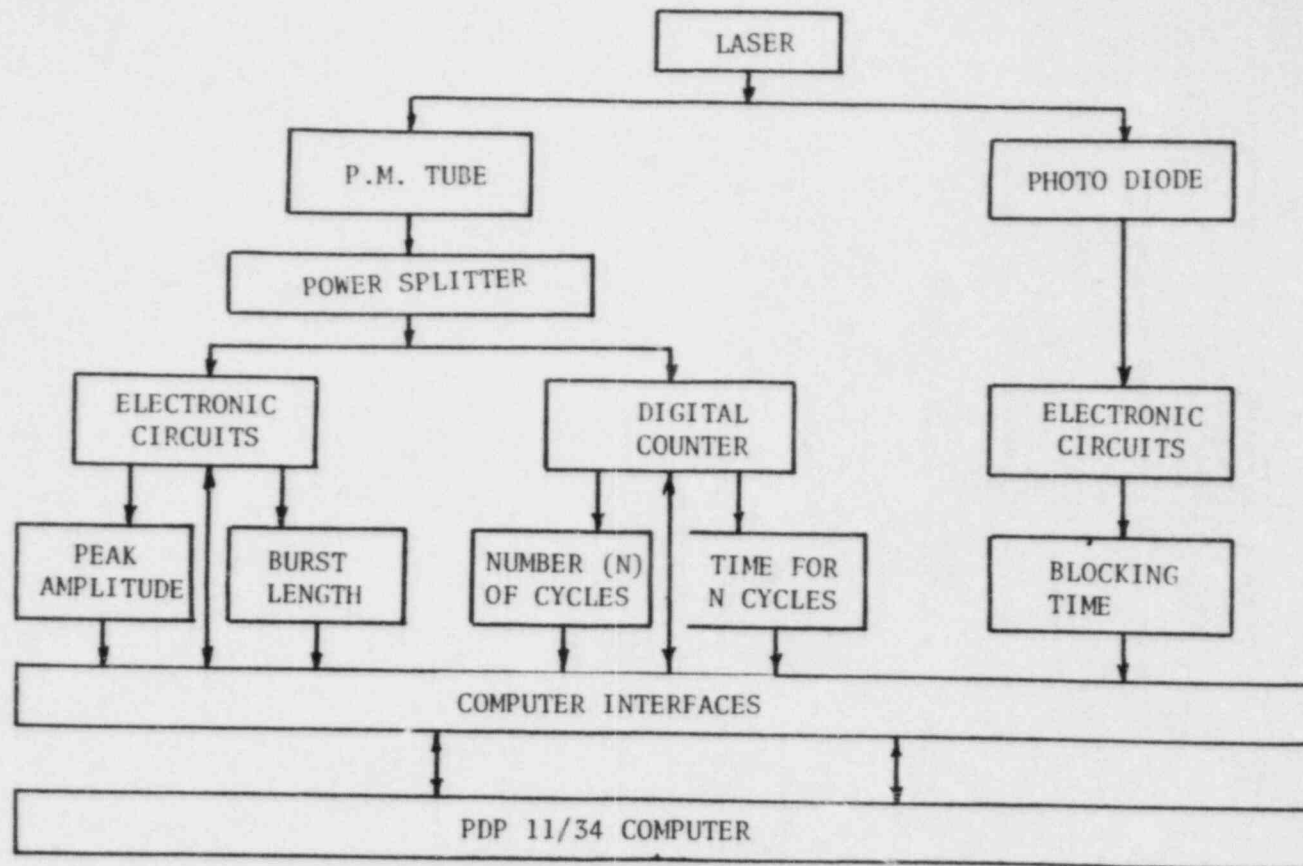 LASER
P.M. TUBE
PHOTO DIODE
POWER SPLITTER
ELECTRONIC
CIRCUITS
DIGITAL
COUNTER
ELECTRONIC
CIRCUITS
PEAK
AMPLITUDE
BURST
LENGTH
NUMBER (N)
OF CYCLES
TIME FOR
N CYCLES
BLOCKING
TIME
COMPUTER INTERFACES
PDP 11/34 COMPUTER